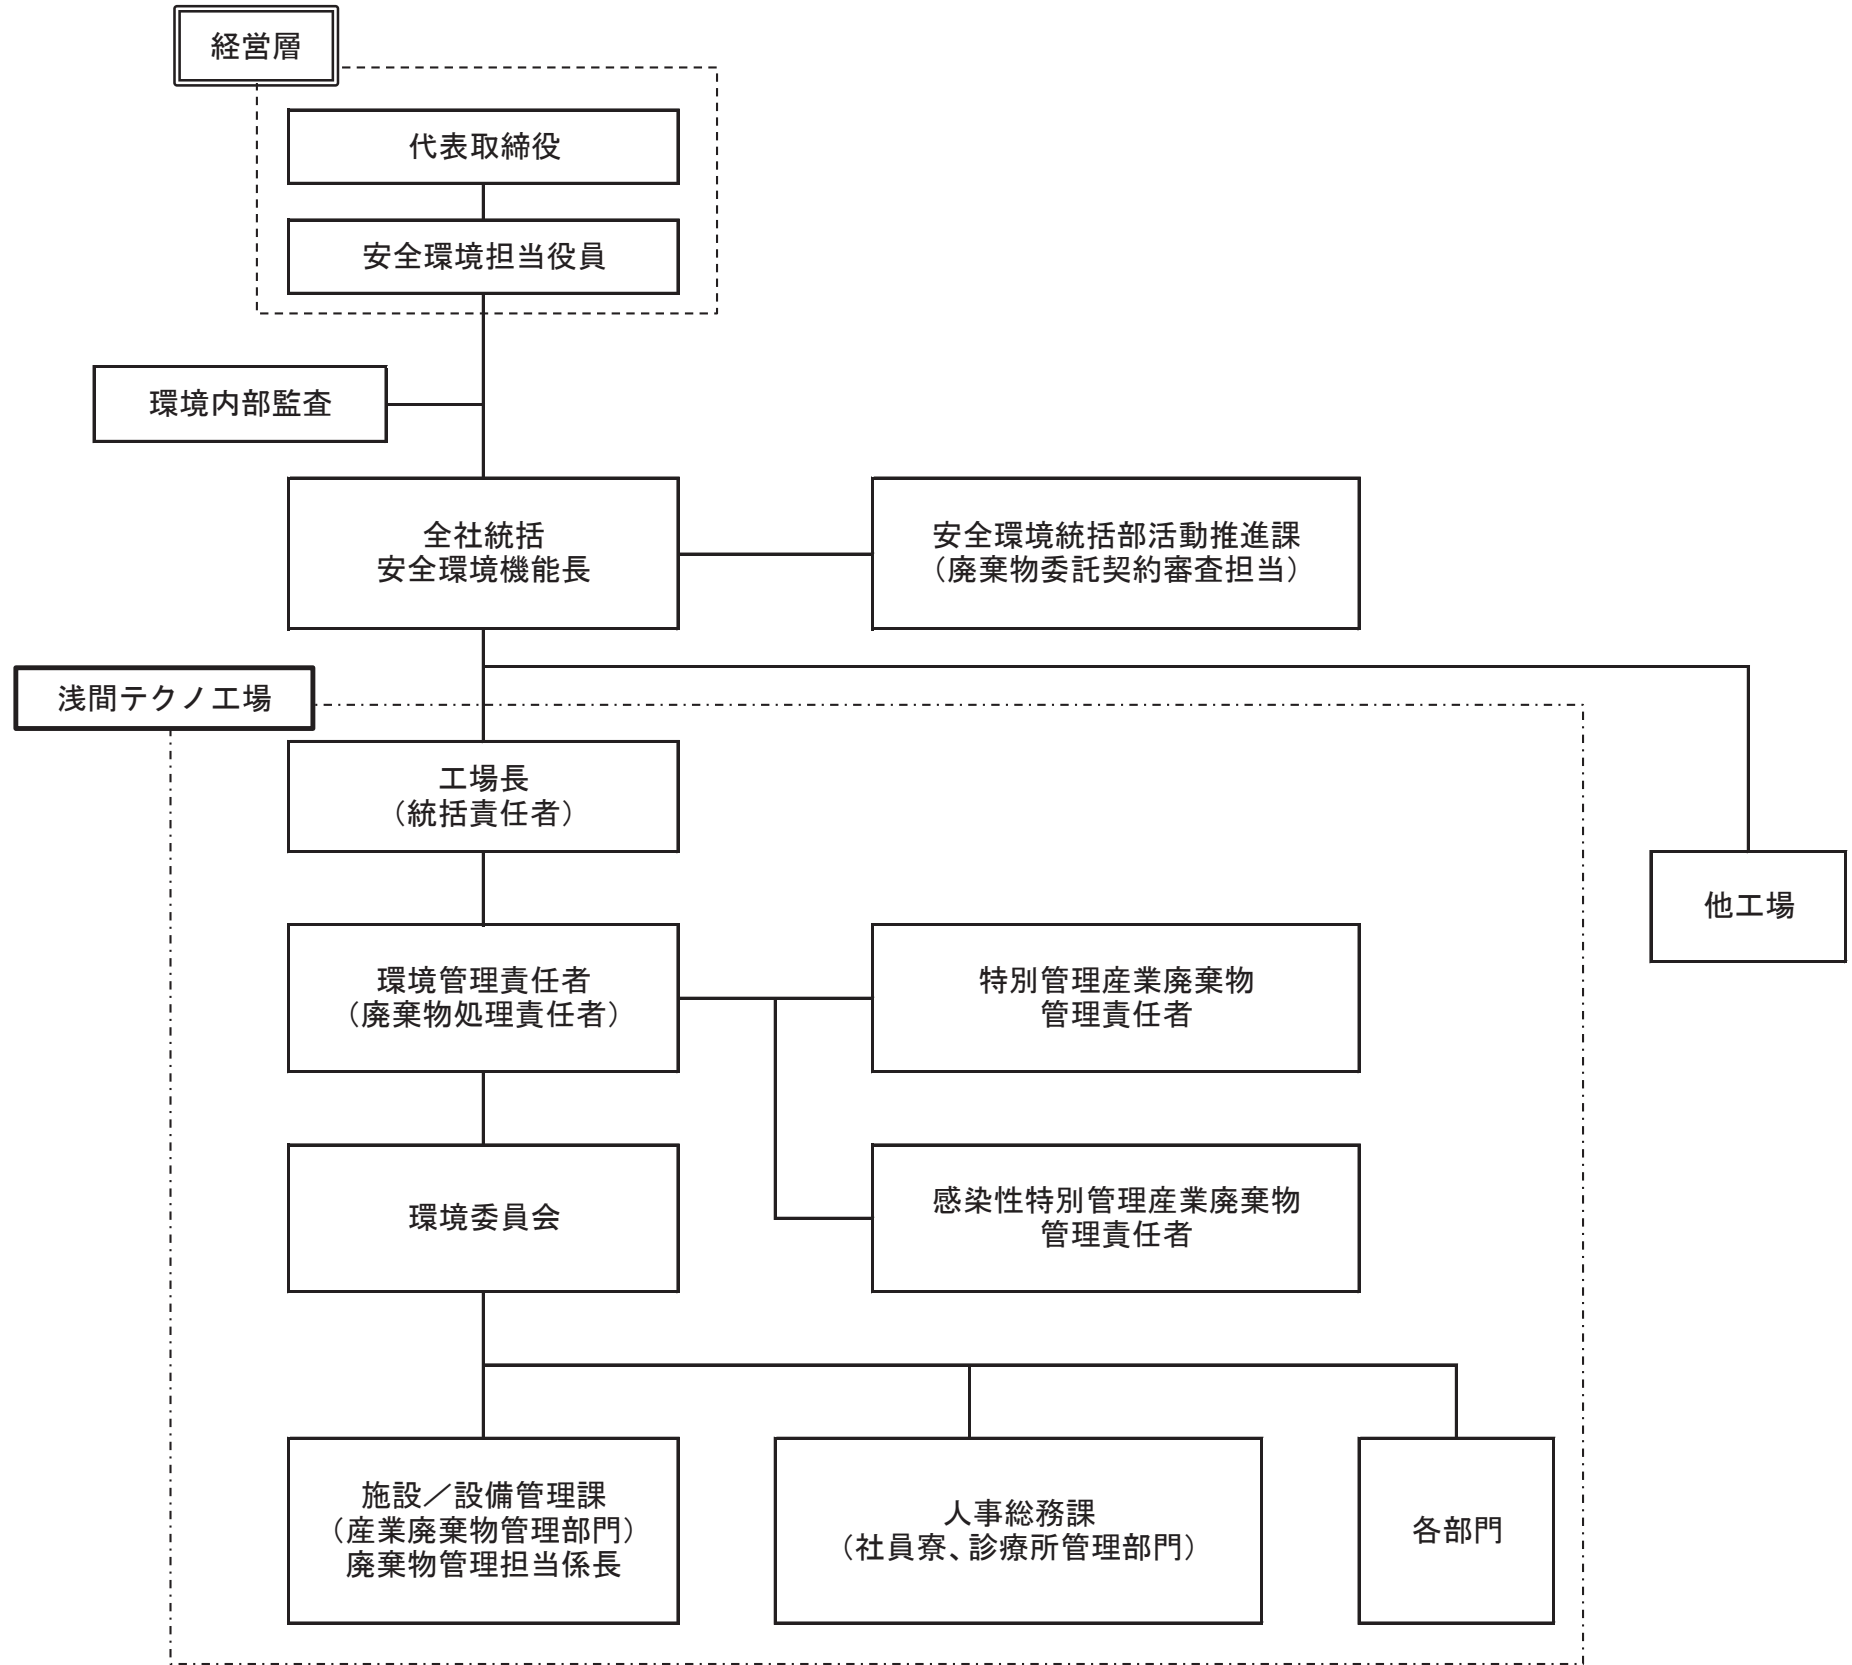 経営層
代表取締役
安全環境担当役員
環境内部監査
全社統括
安全環境機能長
安全環境統括部活動推進課
（廃棄物委託契約審査担当）
浅間テクノ工場
工場長
（統括責任者）
他工場
環境管理責任者
（廃棄物処理責任者）
特別管理産業廃棄物
管理責任者
環境委員会
感染性特別管理産業廃棄物
管理責任者
施設／設備管理課
（産業廃棄物管理部門）
廃棄物管理担当係長
人事総務課
（社員寮、診療所管理部門）
各部門